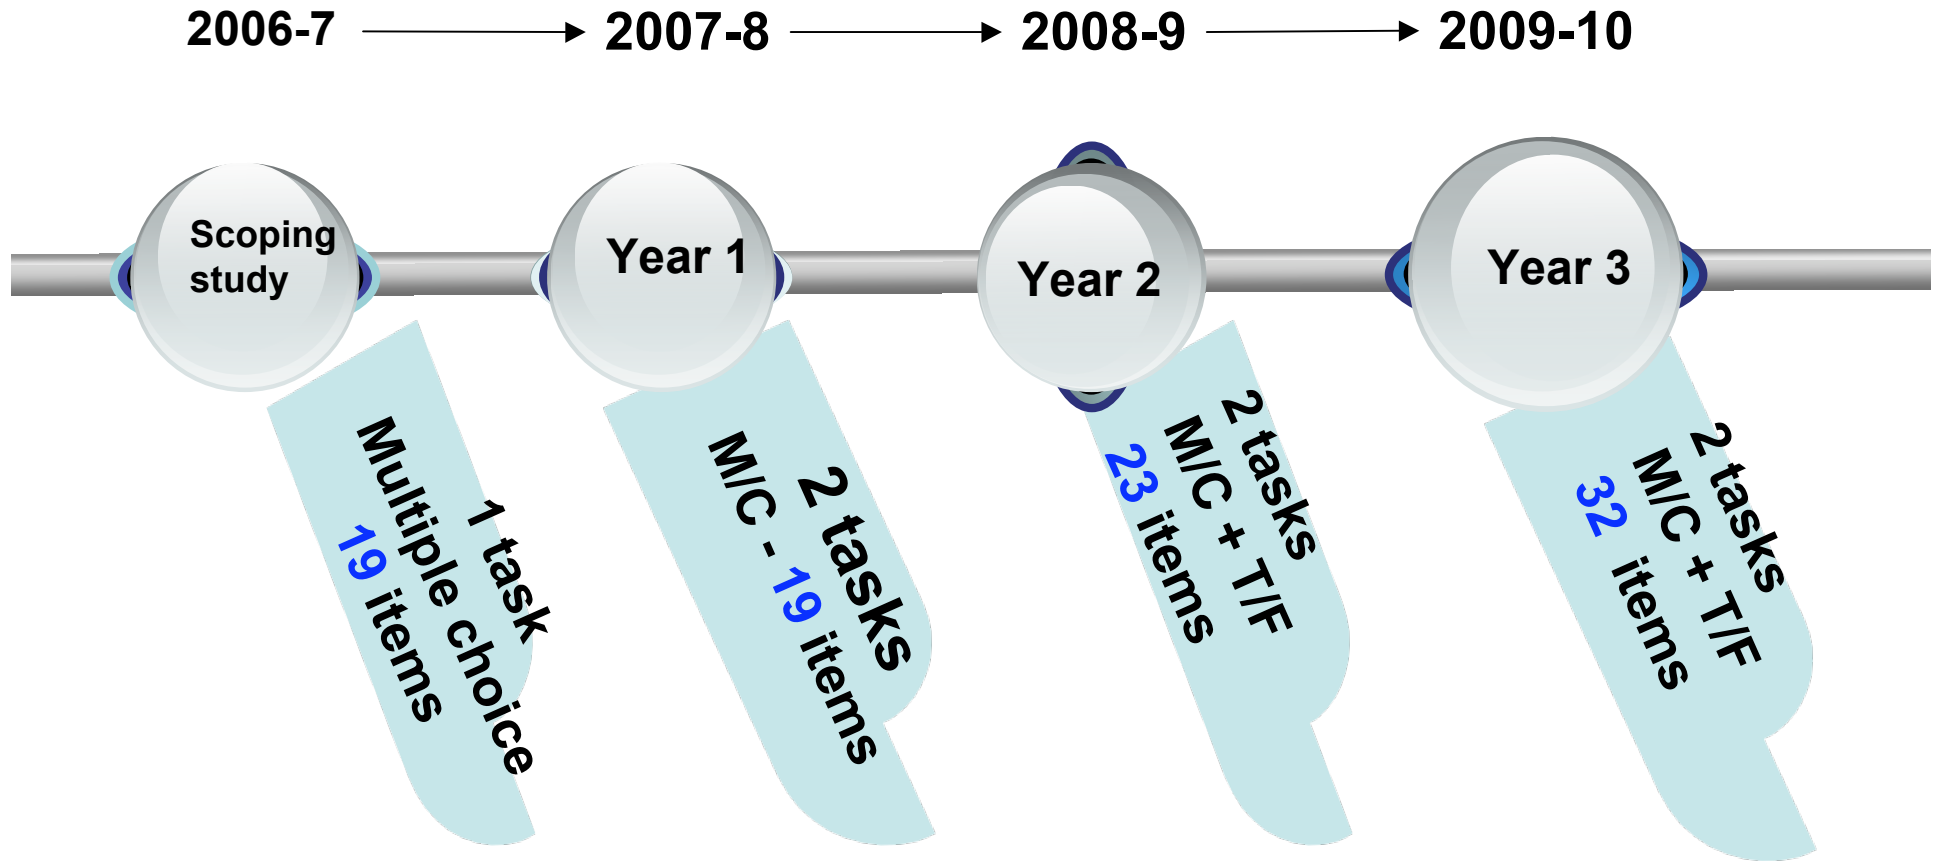 2006-7
2007-8
2008-9
2009-10
Scoping
study
Year 1
Year 2
Year 3
1 task
Multiple choice
19 items
2 tasks
M/C - 19 items
2 tasks
M/C + T/F
23 items
2 tasks
M/C + T/F
32 items